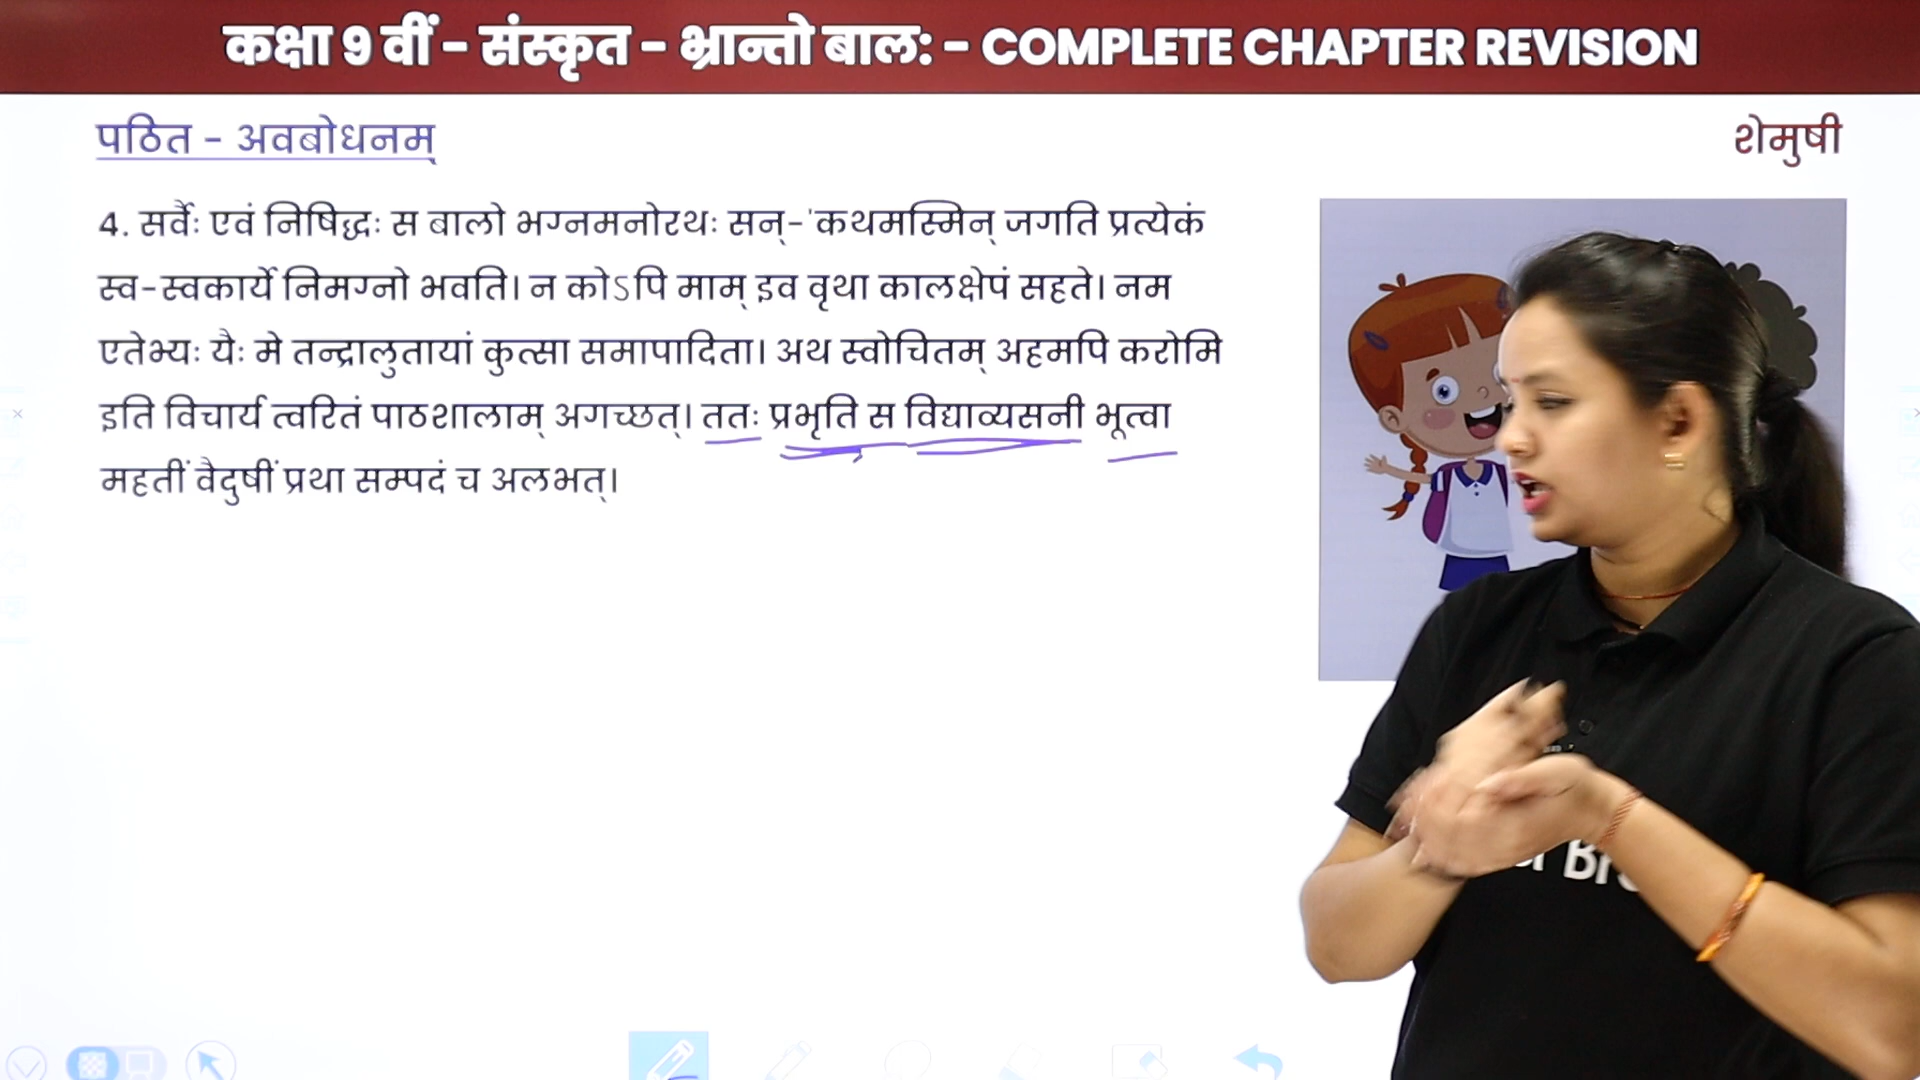 कक्षा 9 वीं - संस्कृत - भ्रान्तो बाल: - COMPLETE CHAPTER REVISION
पठित - अवबोधनम्
शेमुषी
4. सर्वैः एवं निषिद्धः स बालो भग्नमनोरथः सन्-'कथमस्मिन् जगति प्रत्येकं
स्व-स्वकार्ये निमग्नो भवति। न कोऽपि माम् इव वृथा कालक्षेपं सहते। नम
एतेभ्यः यैः मे तन्द्रालुतायां कुत्सा समापादिता। अथ स्वोचितम् अहमपि करोमि
इति विचार्य त्वरितं पाठशालाम् अगच्छत्। ततः प्रभृति स विद्याव्यसनी भूत्वा
महतीं वैदुषीं प्रथा सम्पदं च अलभत्।